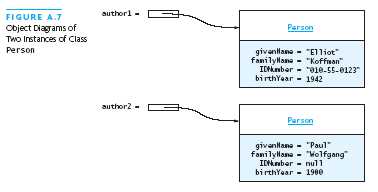 FIGURE A.7
Object Diagrams of
Two Instances of Class
Person
author1 =
Person
givenName = "Elliot"
familyName = "Koffman"
IDNumber = "010-55-0123"
birthYear = 1942
author2 =
Person
givenName = "Paul"
familyName = "Wolfgang"
IDNumber = null
birthYear = 1900